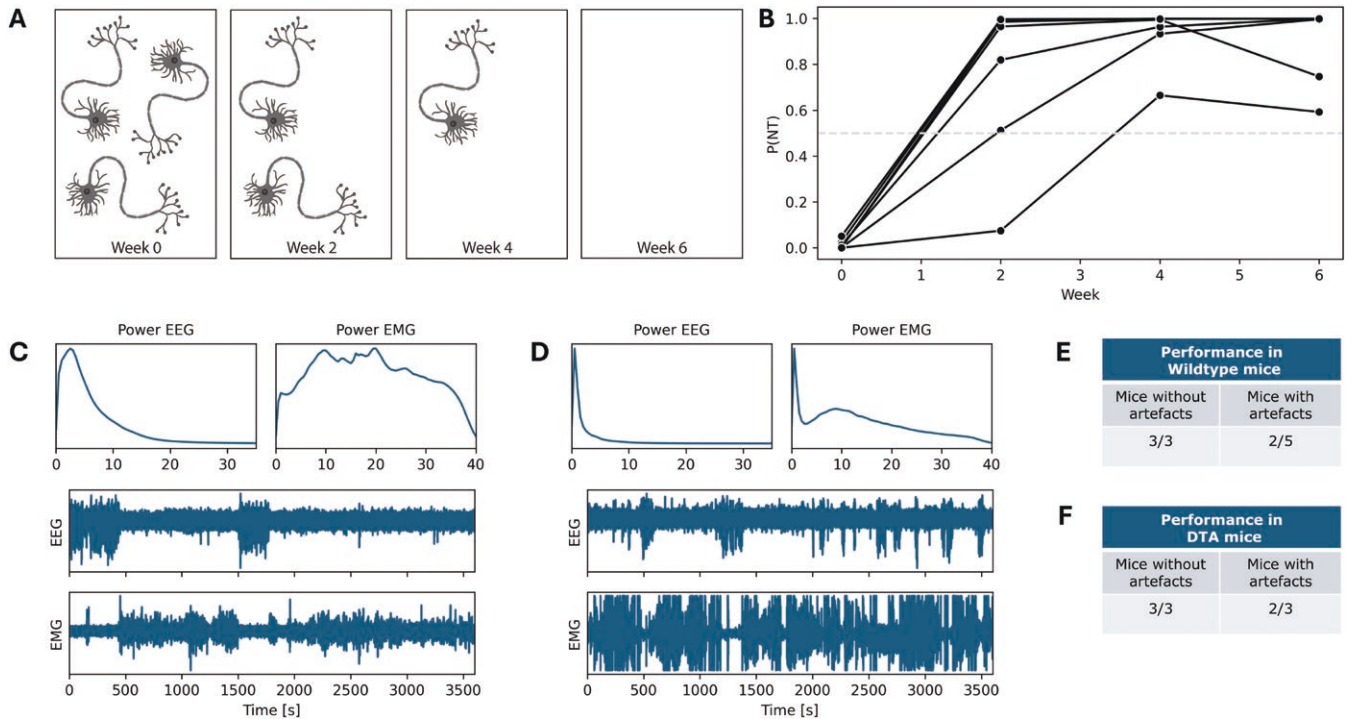 A
Week 0
Week 2
Week 4
Week 6
B
P(NT)
1.0
0.8
0.6
0.4
0.2
0.0
0 1 2 3 4 5 6
Week
C
Power EEG
Power EMG
0 10 20 30
0 10 20 30 40
EEG
EMG
0 500 1000 1500 2000 2500 3000 3500
Time [s]
D
Power EEG
Power EMG
0 10 20 30
0 10 20 30 40
EEG
EMG
0 500 1000 1500 2000 2500 3000 3500
Time [s]
E
Performance in
Wildtype mice
Mice without
artefacts
Mice with
artefacts
3/3
2/5
F
Performance in
DTA mice
Mice without
artefacts
Mice with
artefacts
3/3
2/3